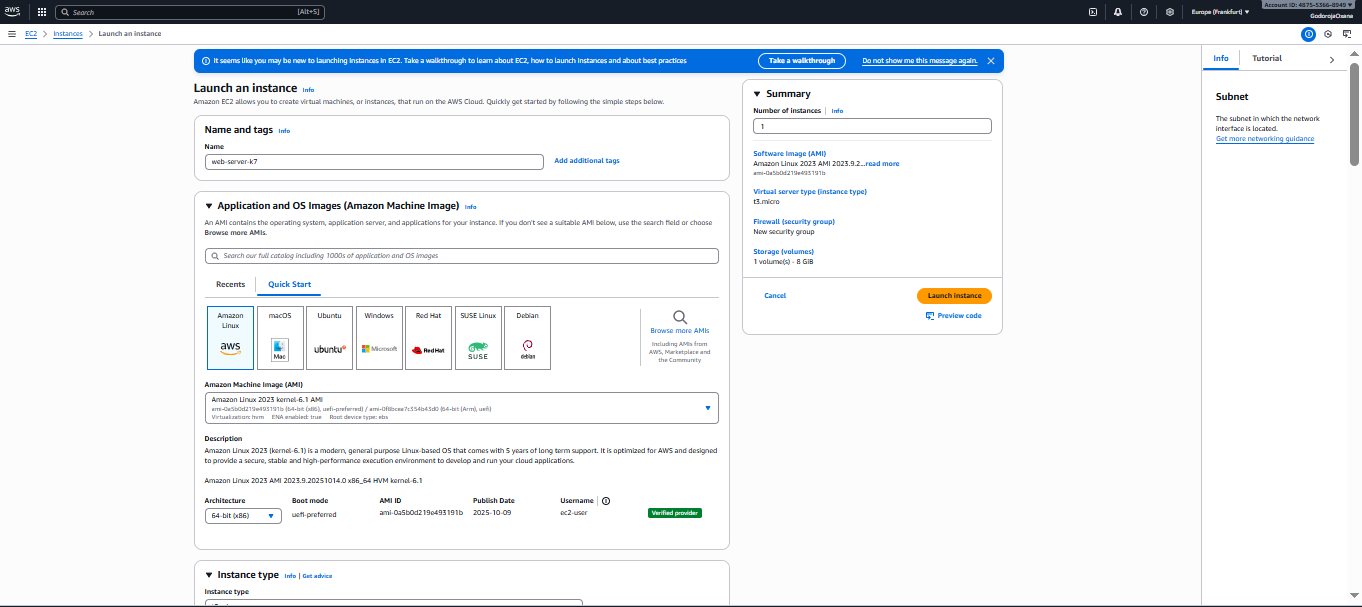 aws
Search [Alt+S]
Europe (Frankfurt)
Account ID: 4875-5366-8949
GodorojaOxana
EC2 > Instances > Launch an instance
It seems like you may be new to launching instances in EC2. Take a walkthrough to learn about EC2, how to launch instances and about best practices
Take a walkthrough
Do not show me this message again.
Launch an instance Info
Amazon EC2 allows you to create virtual machines, or instances, that run on the AWS Cloud. Quickly get started by following the simple steps below.
Name and tags Info
Name
web-server-k7
Add additional tags
Application and OS Images (Amazon Machine Image) Info
An AMI contains the operating system, application server, and applications for your instance. If you don't see a suitable AMI below, use the search field or choose
Browse more AMIs.
Search our full catalog including 1000s of application and OS images
Recents
Quick Start
Amazon
Linux
aws
macOS
Mac
Ubuntu
ubuntu
Windows
Microsoft
Red Hat
Red Hat
SUSE Linux
SUSE
Debian
debian
Browse more AMIs
Including AMIs from
AWS, Marketplace and
the Community
Amazon Machine Image (AMI)
Amazon Linux 2023 kernel-6.1 AMI
ami-0a5b0d219e493191b (64-bit (x86), uefi-preferred) / (64-bit (Arm), uefi)
Virtualization: hvm ENA enabled: true Root device type: ebs
Description
Amazon Linux 2023 (kernel-6.1) is a modern, general purpose Linux-based OS that comes with 5 years of long term support. It is optimized for AWS and designed
to provide a secure, stable and high-performance execution environment to develop and run your cloud applications.
Amazon Linux 2023 AMI 2023.9.20251014.0 x86_64 HVM kernel-6.1
Architecture
64-bit (x86)
Boot mode
uefi-preferred
AMI ID
ami-0a5b0d219e493191b
Publish Date
2025-10-09
Username
ec2-user
Verified provider
Instance type Info | Get advice
Instance type
Summary
Number of instances Info
1
Software Image (AMI)
Amazon Linux 2023 AMI 2023.9.2...read more
ami-0a5b0d219e493191b
Virtual server type (instance type)
t3.micro
Firewall (security group)
New security group
Storage (volumes)
1 volume(s) - 8 GiB
Cancel
Launch instance
Preview code
Info
Tutorial
Subnet
The subnet in which the network
interface is located.
Get more networking guidance